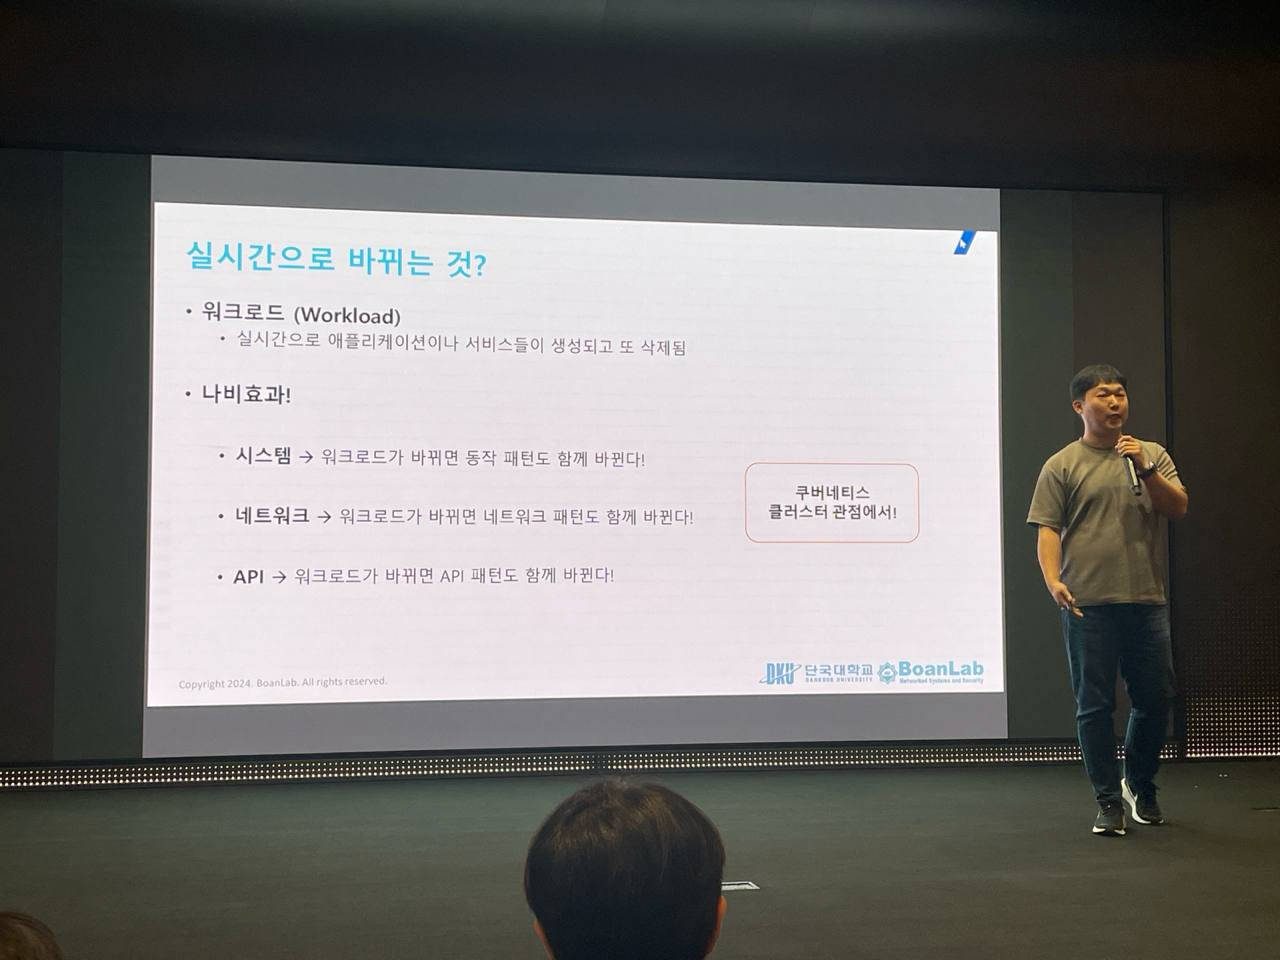 실시간으로 바뀌는 것?
• 워크로드 (Workload)
• 실시간으로 애플리케이션이나 서비스들이 생성되고 또 삭제됨
• 나비효과!
• 시스템 → 워크로드가 바뀌면 동작 패턴도 함께 바뀐다!
• 네트워크 → 워크로드가 바뀌면 네트워크 패턴도 함께 바뀐다!
• API → 워크로드가 바뀌면 API 패턴도 함께 바뀐다!
쿠버네티스
클러스터 관점에서!
Copyright 2024. BoanLab. All rights reserved.
DKU 단국대학교
DANKOOK UNIVERSITY
BoanLab
Networked Systems and Security